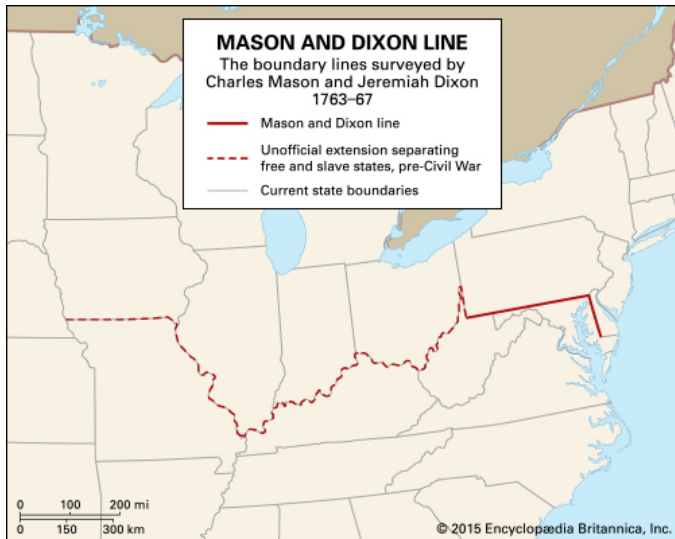 MASON AND DIXON LINE
The boundary lines surveyed by
Charles Mason and Jeremiah Dixon
1763–67
Mason and Dixon line
Unofficial extension separating
free and slave states, pre-Civil War
Current state boundaries
0 100 200 mi
0 150 300 km
© 2015 Encyclopædia Britannica, Inc.